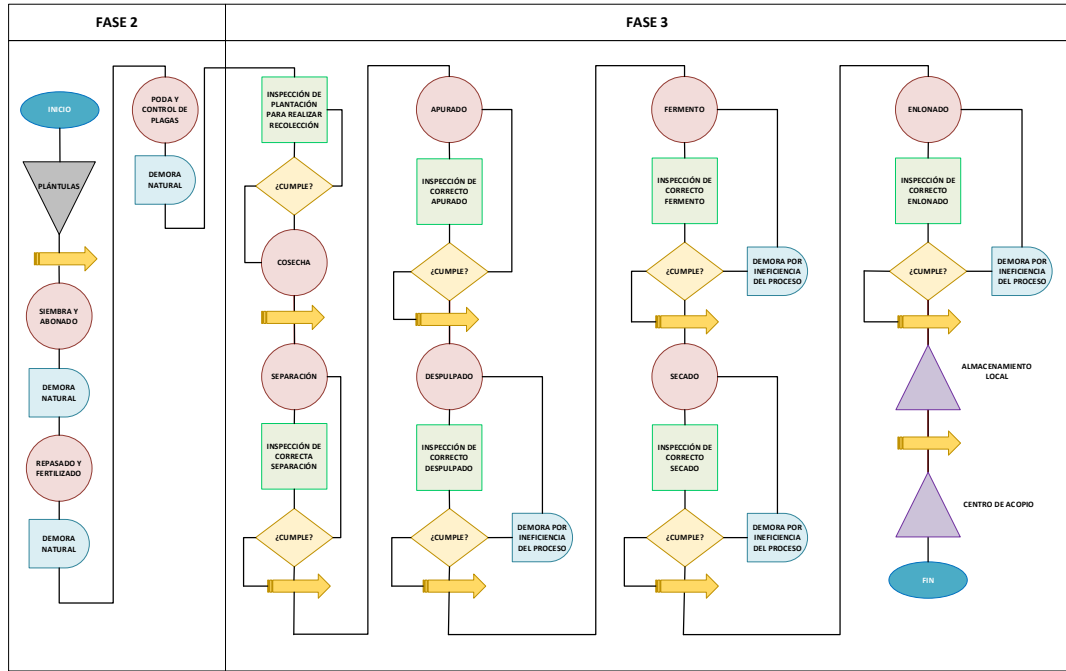 FASE 2
FASE 3
INICIO
PLÁNTULAS
SIEMBRA Y
ABONADO
DEMORA
NATURAL
REPASADO Y
FERTILIZADO
DEMORA
NATURAL
PODA Y
CONTROL DE
PLAGAS
DEMORA
NATURAL
INSPECCIÓN DE
PLANTACIÓN
PARA REALIZAR
RECOLECCIÓN
¿CUMPLE?
COSECHA
SEPARACIÓN
INSPECCIÓN DE
CORRECTA
SEPARACIÓN
¿CUMPLE?
APURADO
INSPECCIÓN DE
CORRECTO
APURADO
¿CUMPLE?
DESPULPADO
INSPECCIÓN DE
CORRECTO
DESPULPADO
¿CUMPLE?
DEMORA POR
INEFICIENCIA
DEL PROCESO
FERMENTO
INSPECCIÓN DE
CORRECTO
FERMENTO
¿CUMPLE?
DEMORA POR
INEFICIENCIA
DEL PROCESO
SECADO
INSPECCIÓN DE
CORRECTO
SECADO
¿CUMPLE?
DEMORA POR
INEFICIENCIA
DEL PROCESO
ENLONADO
INSPECCIÓN DE
CORRECTO
ENLONADO
¿CUMPLE?
DEMORA POR
INEFICIENCIA
DEL PROCESO
ALMACENAMIENTO
LOCAL
CENTRO DE ACOPIO
FIN